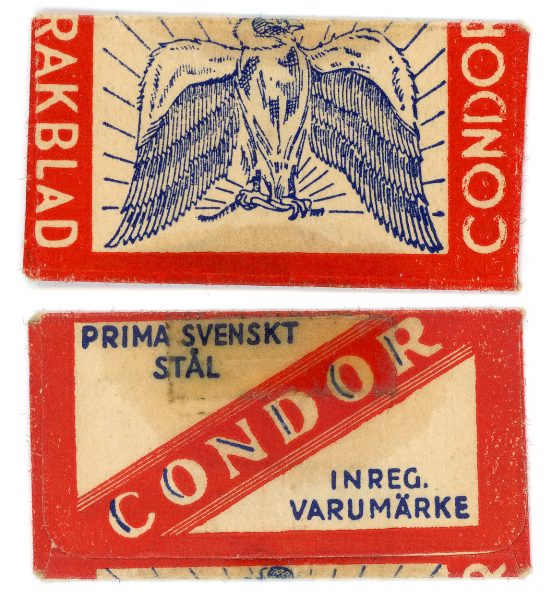 RAKBLAD
CONDOR
PRIMA SVENSKT
STÅL
CONDOR
INREG.
VARUMÄRKE
R